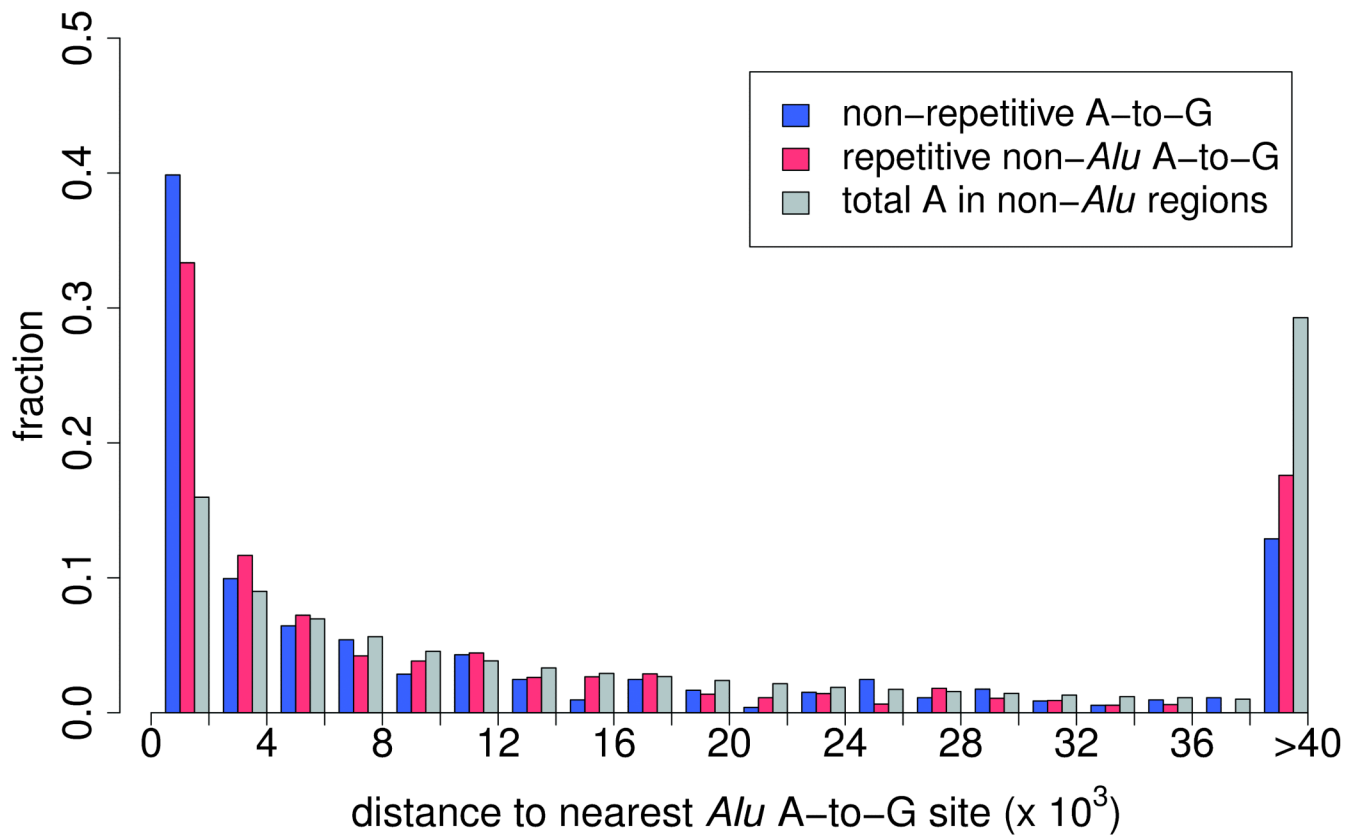 0.5
0.4
0.3
0.2
0.1
0.0
fraction
non−repetitive A−to−G
repetitive non−Alu A−to−G
total A in non−Alu regions
0 4 8 12 16 20 24 28 32 36 >40
distance to nearest Alu A−to−G site (x 10³)